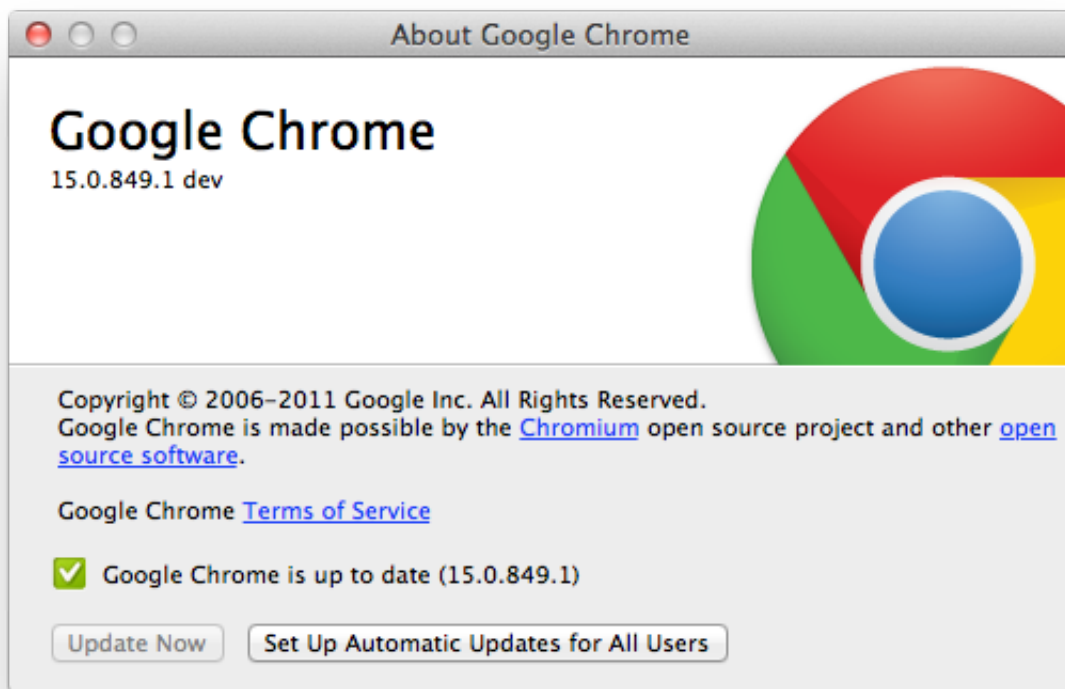 About Google Chrome
Google Chrome
15.0.849.1 dev
Copyright © 2006–2011 Google Inc. All Rights Reserved.
Google Chrome is made possible by the Chromium open source project and other open
source software.
Google Chrome Terms of Service
Google Chrome is up to date (15.0.849.1)
Update Now
Set Up Automatic Updates for All Users